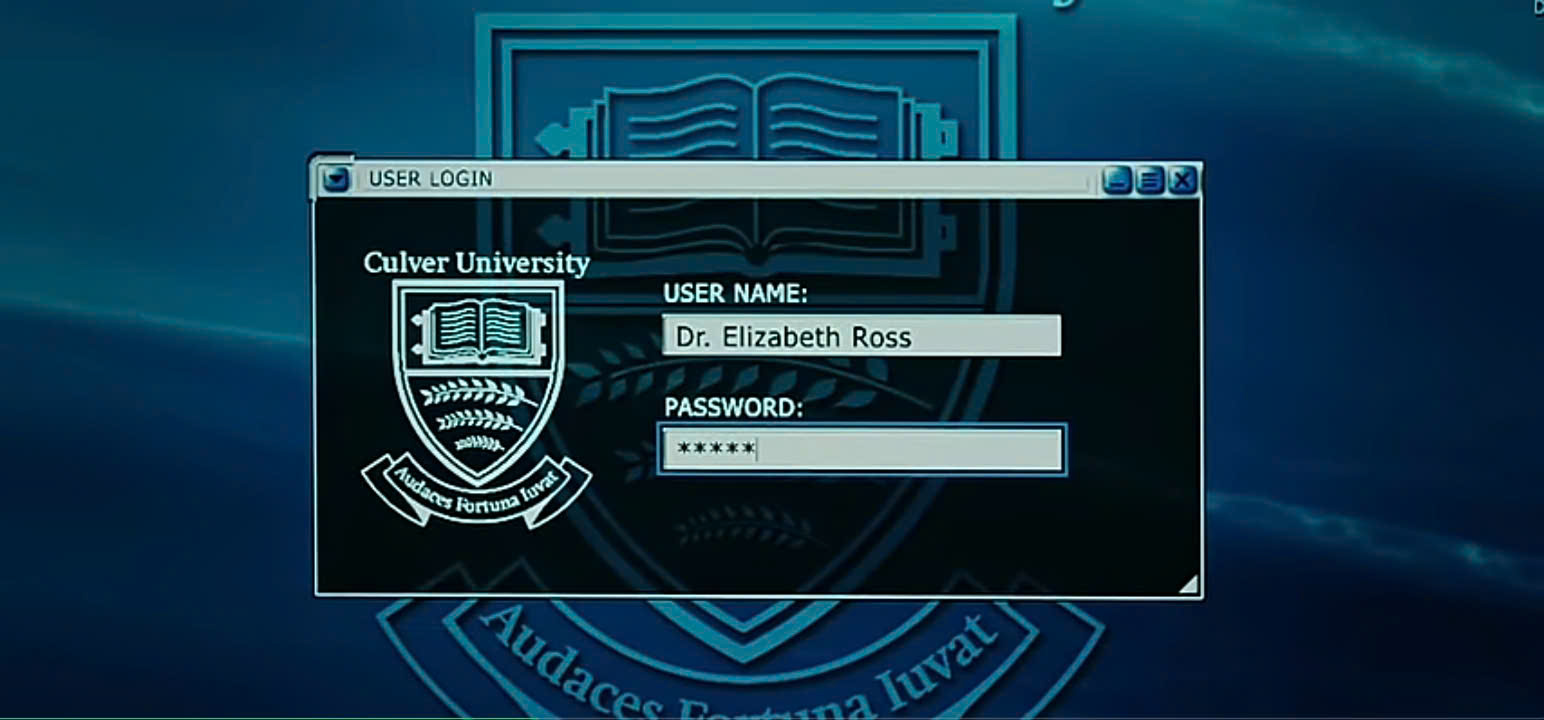 USER LOGIN
Culver University
USER NAME:
Dr. Elizabeth Ross
PASSWORD:
*****
Audaces Fortuna Iuvat
Audaces Fortuna Iuvat